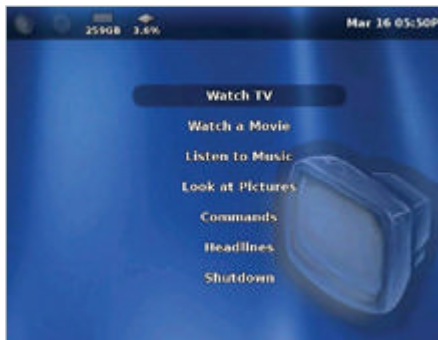 259GB 3.6% Mar 16 05:50P
Watch TV
Watch a Movie
Listen to Music
Look at Pictures
Commands
Headlines
Shutdown